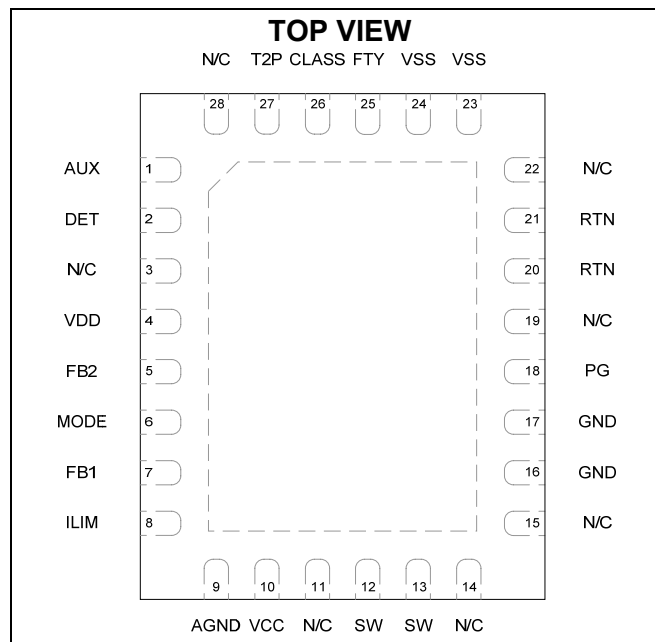 TOP VIEW
N/C T2P CLASS FTY VSS VSS
28 27 26 25 24 23
AUX 1 22 N/C
DET 2 21 RTN
N/C 3 20 RTN
VDD 4 19 N/C
FB2 5 18 PG
MODE 6 17 GND
FB1 7 16 GND
ILIM 8 15 N/C
9 10 11 12 13 14
AGND VCC N/C SW SW N/C